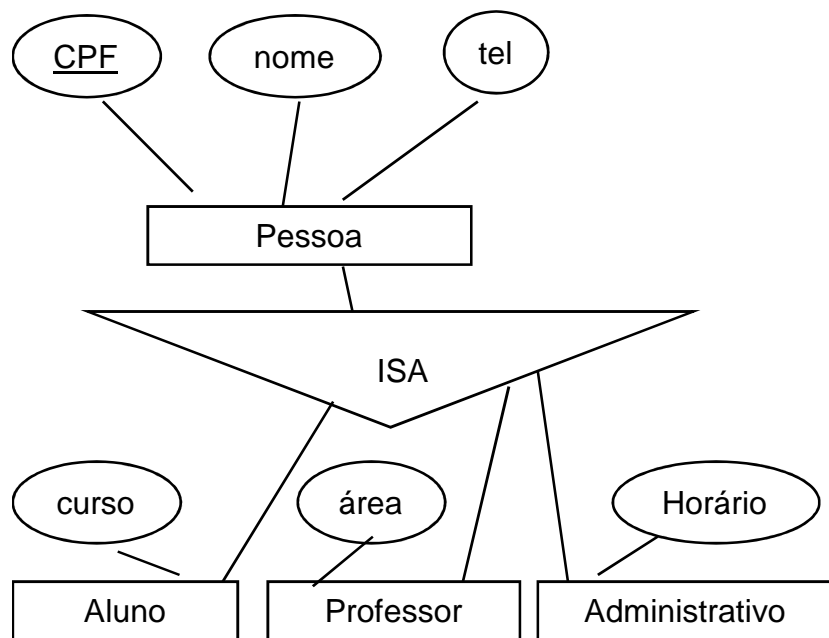 CPF
nome
tel
Pessoa
ISA
curso
área
Horário
Aluno
Professor
Administrativo